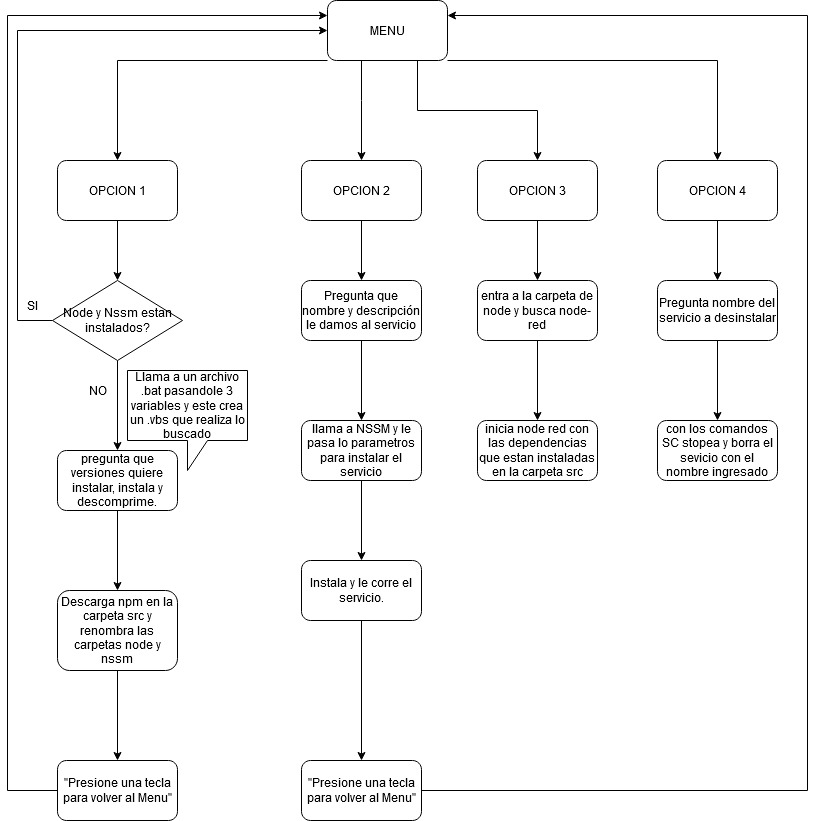 MENU
OPCION 1
OPCION 2
OPCION 3
OPCION 4
SI
Node y Nssm estan
instalados?
NO
Llama a un archivo
.bat pasandole 3
variables y este crea
un .vbs que realiza lo
buscado
pregunta que
versiones quiere
instalar, instala y
descomprime.
Descarga npm en la
carpeta src y
renombra las
carpetas node y
nssm
"Presione una tecla
para volver al Menu"
Pregunta que
nombre y descripción
le damos al servicio
llama a NSSM y le
pasa lo parametros
para instalar el
servicio
Instala y le corre el
servicio.
"Presione una tecla
para volver al Menu"
entra a la carpeta de
node y busca node-
red
inicia node red con
las dependencias
que estan instaladas
en la carpeta src
Pregunta nombre del
servicio a desinstalar
con los comandos
SC stopea y borra el
sevicio con el
nombre ingresado